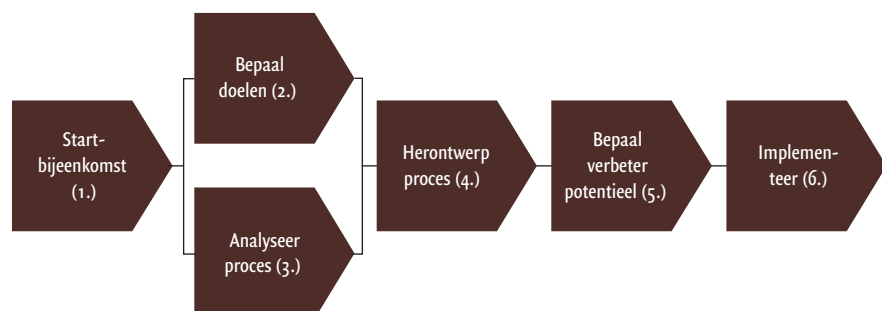 Start-
bijeenkomst
(1.)
Bepaal
doelen (2.)
Analyseer
proces (3.)
Herontwerp
proces (4.)
Bepaal
verbeter
potentieel (5.)
Implemen-
teer (6.)